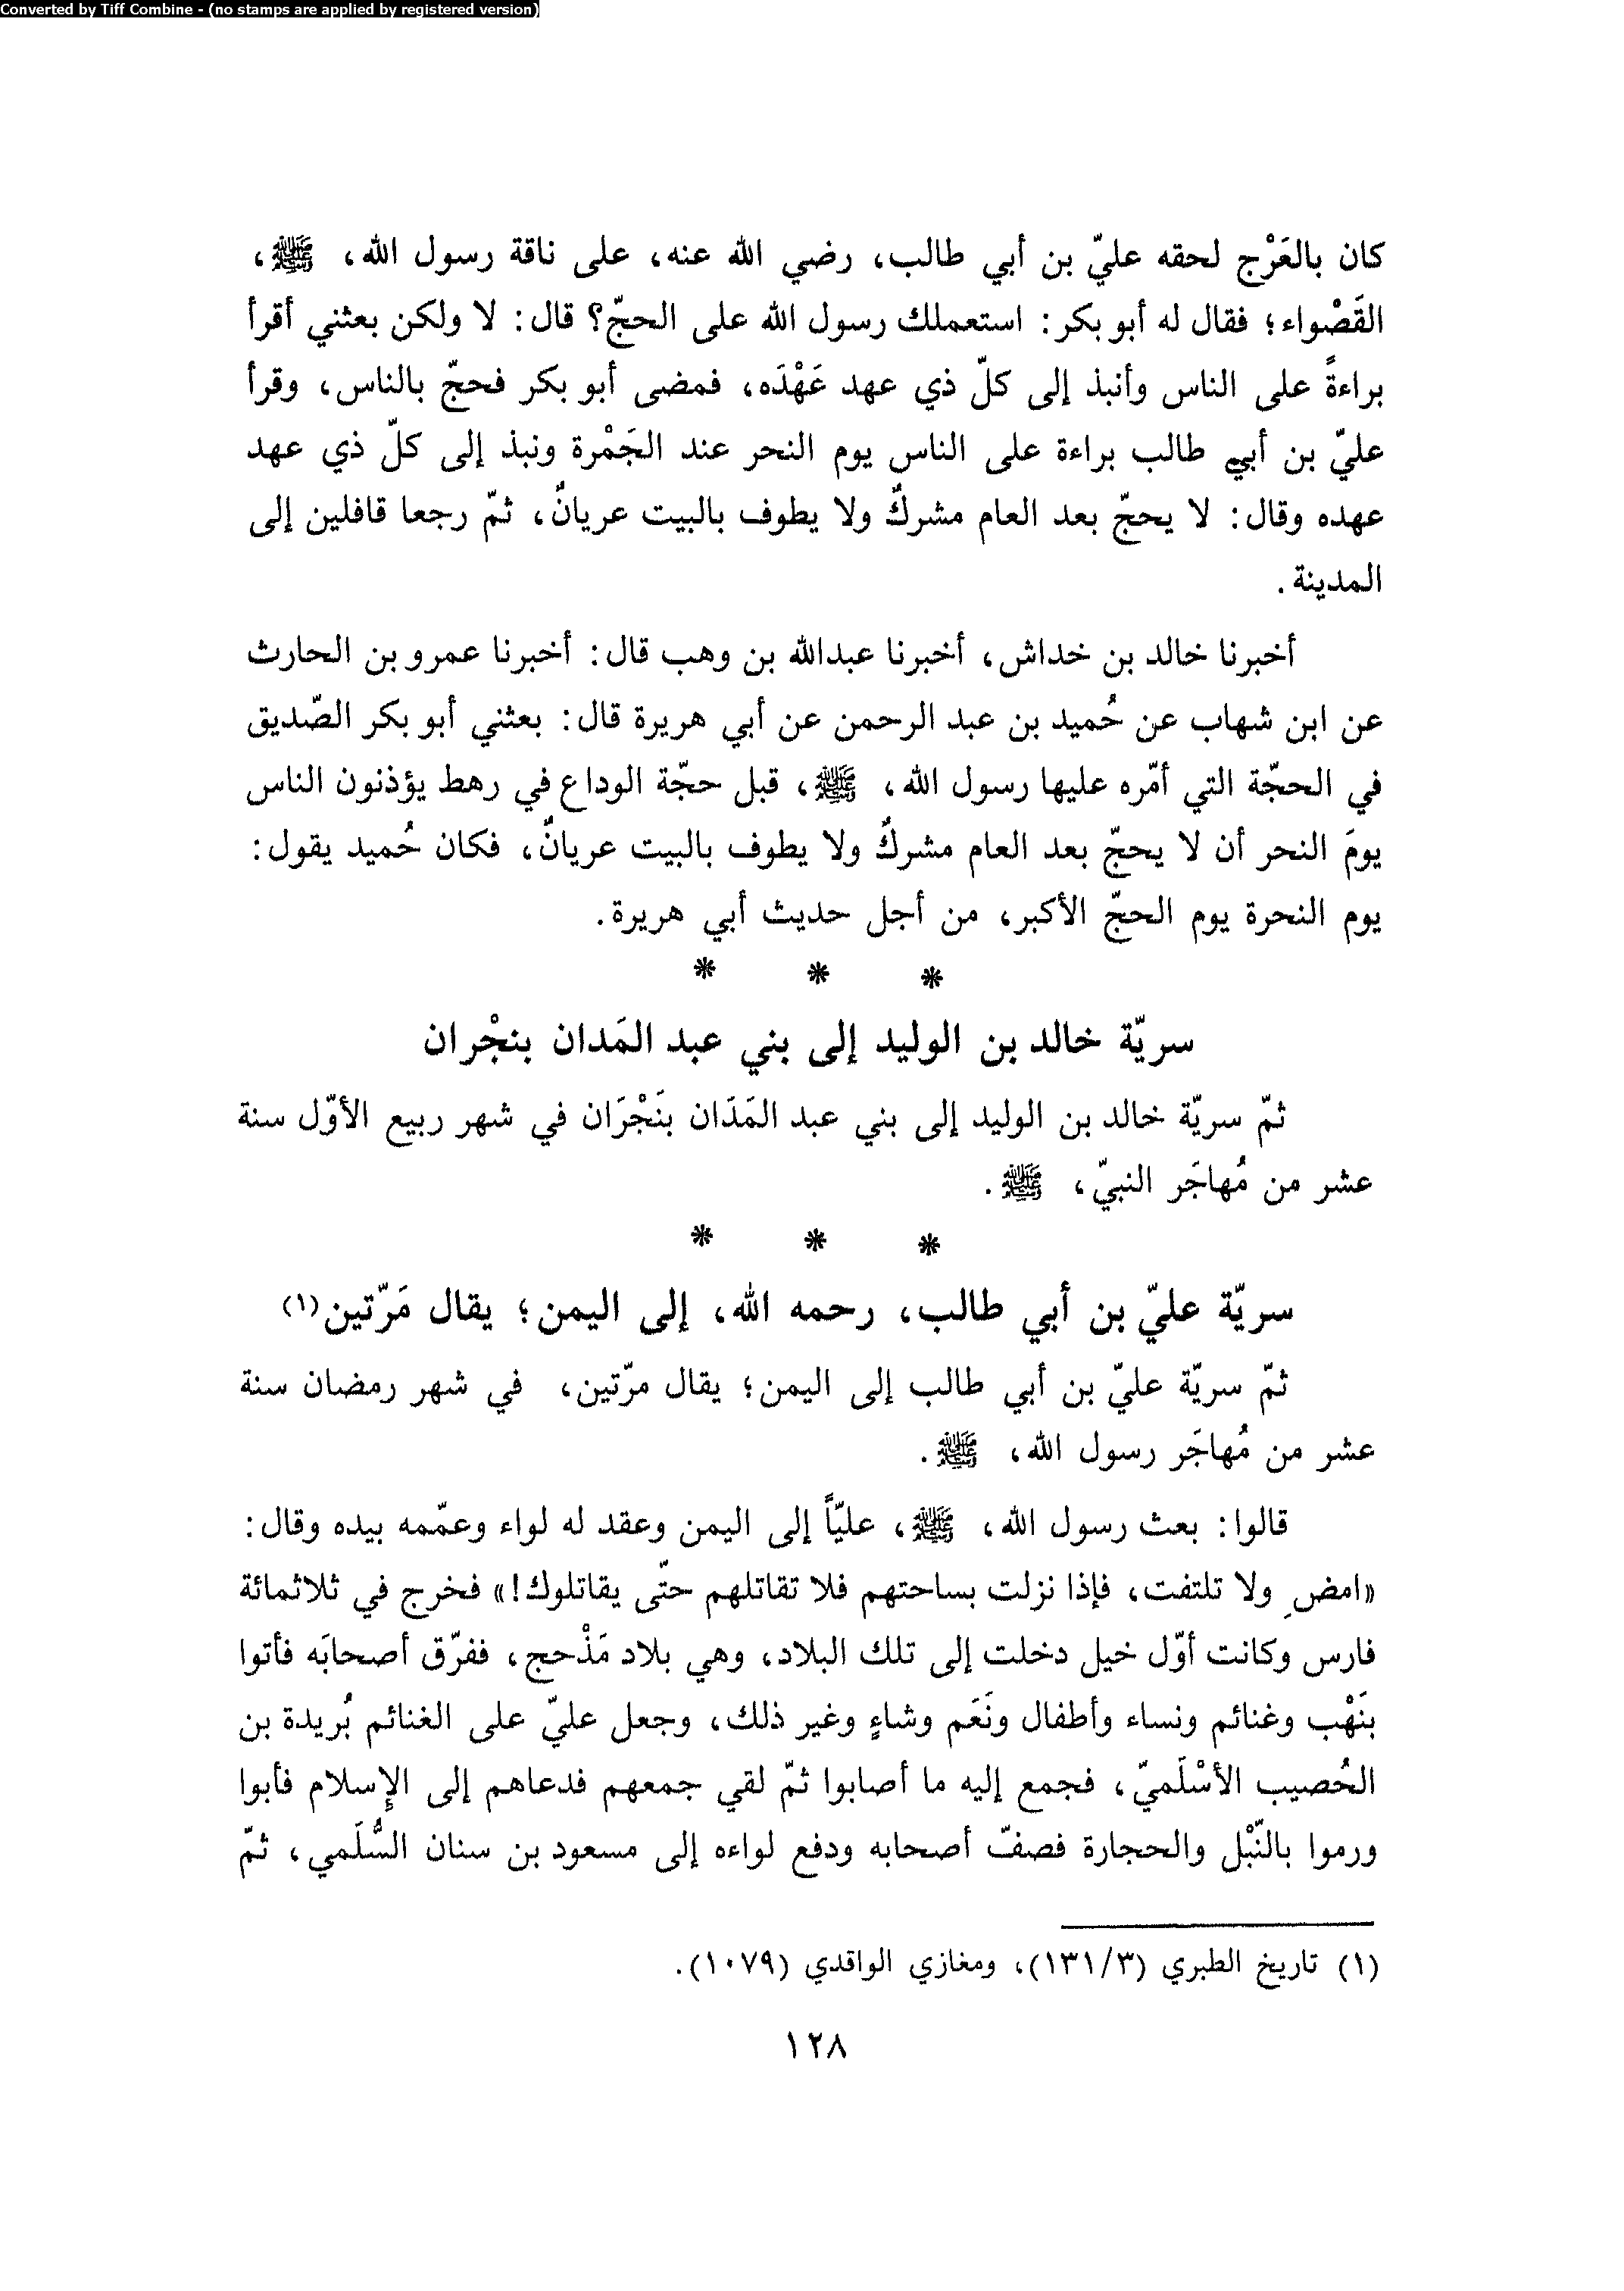 Converted by Tiff Combine - (no stamps are applied by registered version)
كان بالعَرْج لحقه عليّ بن أبي طالب، رضي الله عنه، على ناقة رسول الله، ﷺ،
القَصْواء؛ فقال له أبو بكر: استعملك رسول الله على الحجّ؟ قال: لا ولكن بعثني أقرأ
براءةً على الناس وأنبذ إلى كلّ ذي عهد عَهْدَه، فمضى أبو بكر فحجّ بالناس، وقرأ
عليّ بن أبي طالب براءة على الناس يوم النحر عند الجَمْرة ونبذ إلى كلّ ذي عهد
عهده وقال: لا يحجّ بعد العام مشركٌ ولا يطوف بالبيت عريانٌ، ثمّ رجعا قافلين إلى
المدينة.
أخبرنا خالد بن خداش، أخبرنا عبدالله بن وهب قال: أخبرنا عمرو بن الحارث
عن ابن شهاب عن حُميد بن عبد الرحمن عن أبي هريرة قال: بعثني أبو بكر الصّديق
في الحجّة التي أمّره عليها رسول الله، ﷺ، قبل حجّة الوداع في رهط يؤذنون الناس
يومَ النحر أن لا يحجّ بعد العام مشركٌ ولا يطوف بالبيت عريانٌ، فكان حُميد يقول:
يوم النحرة يوم الحجّ الأكبر، من أجل حديث أبي هريرة.
* * *
سريّة خالد بن الوليد إلى بني عبد المَدان بنجْران
ثمّ سريّة خالد بن الوليد إلى بني عبد المَدَان بنَجْرَان في شهر ربيع الأوّل سنة
عشر من مُهاجَر النبيّ، ﷺ.
* * *
سريّة عليّ بن أبي طالب، رحمه الله، إلى اليمن؛ يقال مَرّتين(١)
ثمّ سريّة عليّ بن أبي طالب إلى اليمن؛ يقال مرّتين، في شهر رمضان سنة
عشر من مُهاجَر رسول الله، ﷺ.
قالوا: بعث رسول الله، ﷺ، عليّاً إلى اليمن وعقد له لواء وعمّمه بيده وقال:
«امضِ ولا تلتفت، فإذا نزلت بساحتهم فلا تقاتلهم حتّى يقاتلوك!» فخرج في ثلاثمائة
فارس وكانت أوّل خيل دخلت إلى تلك البلاد، وهي بلاد مَذْحج، ففرّق أصحابَه فأتوا
بنَهْب وغنائم ونساء وأطفال ونَعَم وشاءٍ وغير ذلك، وجعل عليّ على الغنائم بُريدة بن
الحُصيب الأسْلَميّ، فجمع إليه ما أصابوا ثمّ لقي جمعهم فدعاهم إلى الإِسلام فأبوا
ورموا بالنّبْل والحجارة فصفّ أصحابه ودفع لواءه إلى مسعود بن سنان السُّلَمي، ثمّ
(١) تاريخ الطبري (١٣١/٣)، ومغازي الواقدي (١٠٧٩).
١٢٨